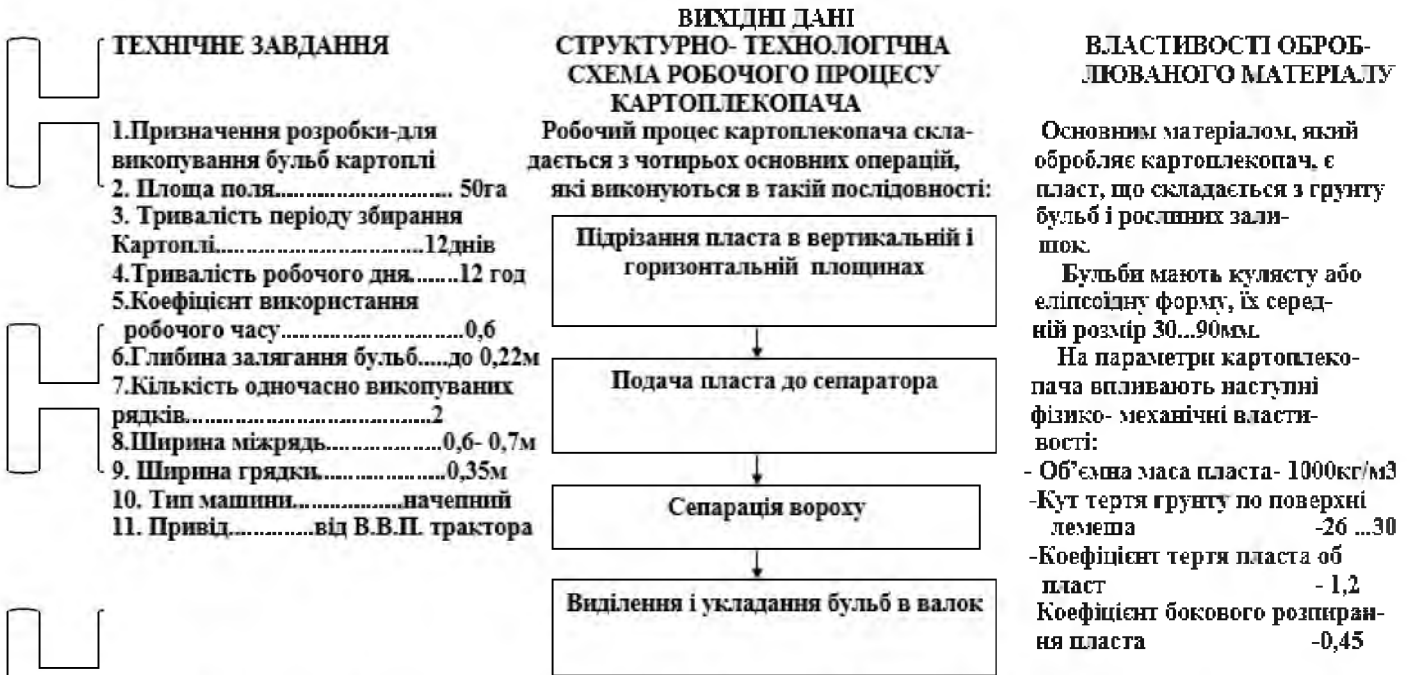 ВИХІДНІ ДАНІ
ТЕХНІЧНЕ ЗАВДАННЯ
1.Призначення розробки-для
викопування бульб картоплі
2. Площа поля............................ 50га
3. Тривалість періоду збирання
Картоплі.................................12днів
4.Тривалість робочого дня........12 год
5.Коефіцієнт використання
робочого часу.............................0,6
6.Глибина залягання бульб.....до 0,22м
7.Кількість одночасно викопуваних
рядків.......................................2
8.Ширина міжрядь..................0,6- 0,7м
9. Ширина грядки....................0,35м
10. Тип машини.................начепний
11. Привід.............від В.В.П. трактора
СТРУКТУРНО- ТЕХНОЛОГІЧНА
СХЕМА РОБОЧОГО ПРОЦЕСУ
КАРТОПЛЕКОПАЧА
Робочий процес картоплекопача скла-
дається з чотирьох основних операцій,
які виконуються в такій послідовності:
Підрізання пласта в вертикальній і
горизонтальній площинах
Подача пласта до сепаратора
Сепарація вороху
Виділення і укладання бульб в валок
ВЛАСТИВОСТІ ОБРОБ-
ЛЮВАНОГО МАТЕРІАЛУ
Основним матеріалом, який
обробляє картоплекопач, є
пласт, що складається з грунту
бульб і рослиних зали-
шок.
Бульби мають кулясту або
еліпсоїдну форму, їх серед-
ній розмір 30...90мм.
На параметри картоплеко-
пача впливають наступні
фізико- механічні власти-
вості:
- Об’ємна маса пласта- 1000кг/м3
-Кут тертя грунту по поверхні
лемеша -26 ...30
-Коефіцієнт тертя пласта об
пласт - 1,2
Коефіцієнт бокового розпиран-
ня пласта -0,45